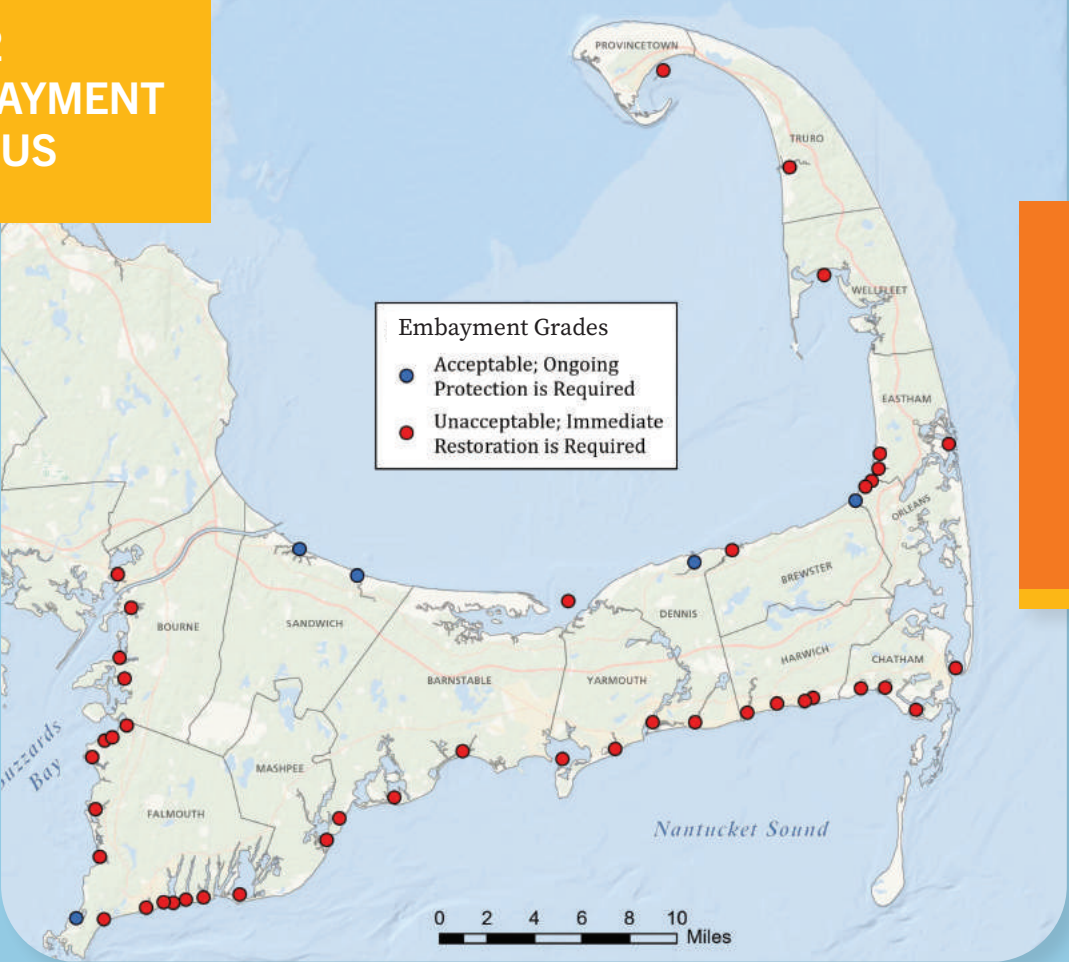 AYMENT
US
PROVINCETOWN
TRURO
WELLFLEET
Embayment Grades
Acceptable; Ongoing
Protection is Required
Unacceptable; Immediate
Restoration is Required
EASTHAM
ORLEANS
BREWSTER
DENNIS
BOURNE
SANDWICH
HARWICH
CHATHAM
BARNSTABLE
YARMOUTH
Buzzards
Bay
MASHPEE
FALMOUTH
Nantucket Sound
0 2 4 6 8 10
Miles